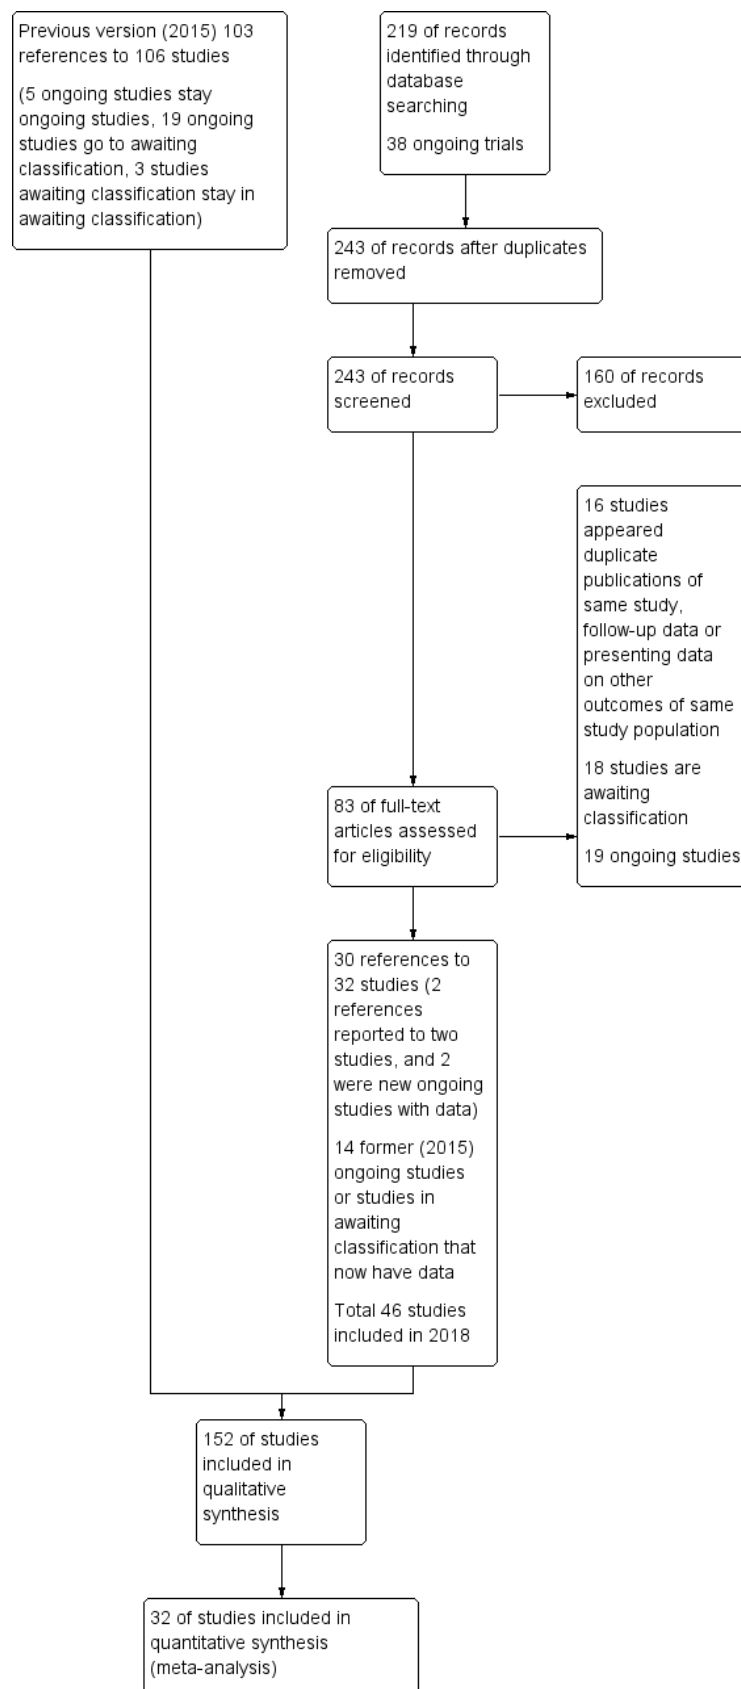 Previous version (2015) 103
references to 106 studies
(5 ongoing studies stay
ongoing studies, 19 ongoing
studies go to awaiting
classification, 3 studies
awaiting classification stay in
awaiting classification)
219 of records
identified through
database
searching
38 ongoing trials
243 of records after duplicates
removed
243 of records
screened
160 of records
excluded
16 studies
appeared
duplicate
publications of
same study,
follow-up data or
presenting data
on other
outcomes of same
study population
18 studies are
awaiting
classification
19 ongoing studies
83 of full-text
articles assessed
for eligibility
30 references to
32 studies (2
references
reported to two
studies, and 2
were new ongoing
studies with data)
14 former (2015)
ongoing studies
or studies in
awaiting
classification that
now have data
Total 46 studies
included in 2018
152 of studies
included in
qualitative
synthesis
32 of studies included in
quantitative synthesis
(meta-analysis)